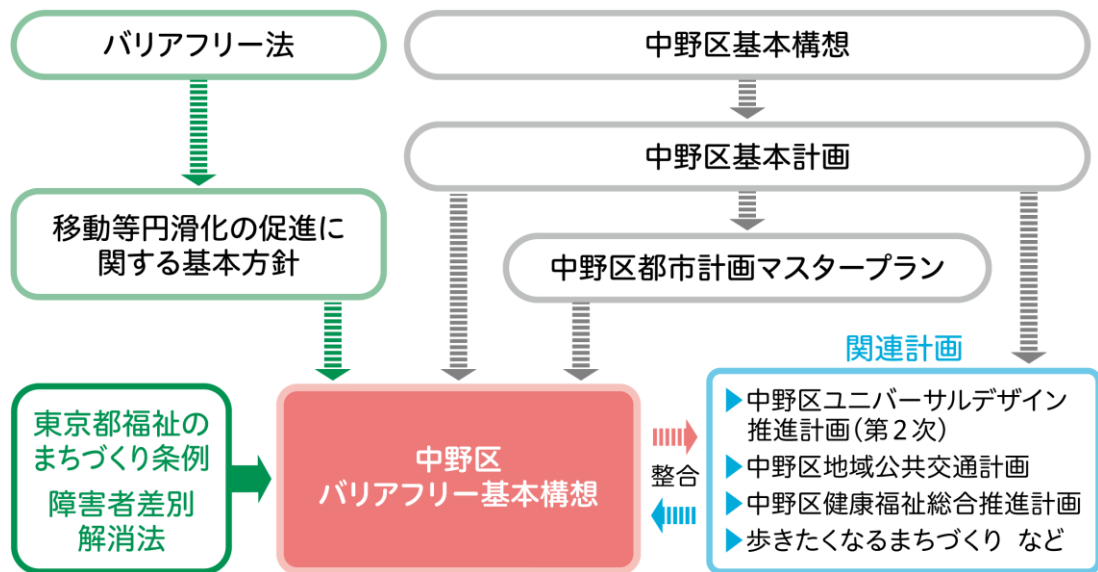 バリアフリー法
中野区基本構想
中野区基本計画
移動等円滑化の促進に
関する基本方針
中野区都市計画マスタープラン
関連計画
東京都福祉の
まちづくり条例
障害者差別
解消法
中野区
バリアフリー基本構想
整合
▶中野区ユニバーサルデザイン
推進計画(第2次)
▶中野区地域公共交通計画
▶中野区健康福祉総合推進計画
▶歩きたくなるまちづくり など